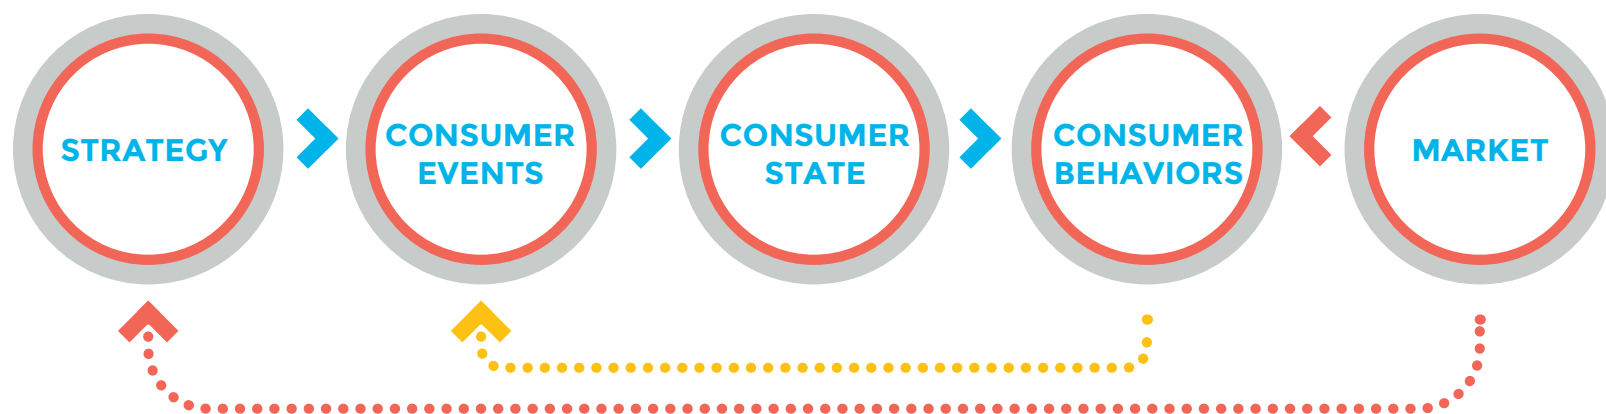 STRATEGY
CONSUMER
EVENTS
CONSUMER
STATE
CONSUMER
BEHAVIORS
MARKET